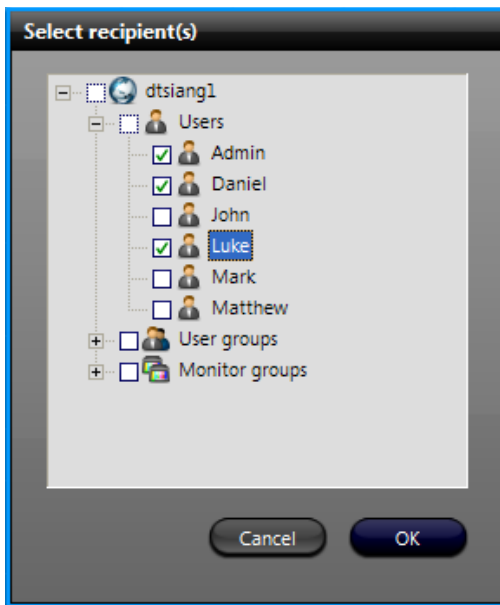 Select recipient(s)
dtsiang1
Users
Admin
Daniel
John
Luke
Mark
Matthew
User groups
Monitor groups
Cancel OK